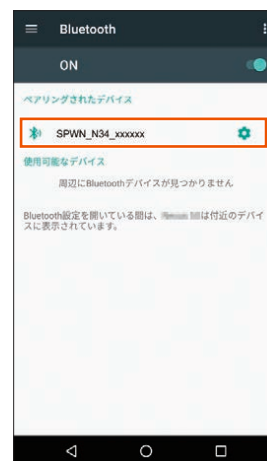 Bluetooth
ON
ペアリングされたデバイス
SPWN_N34_xxxxxx
使用可能なデバイス
周辺にBluetoothデバイスが見つかりません
Bluetooth設定を開いている間は、は付近のデバイ
スに表示されています。